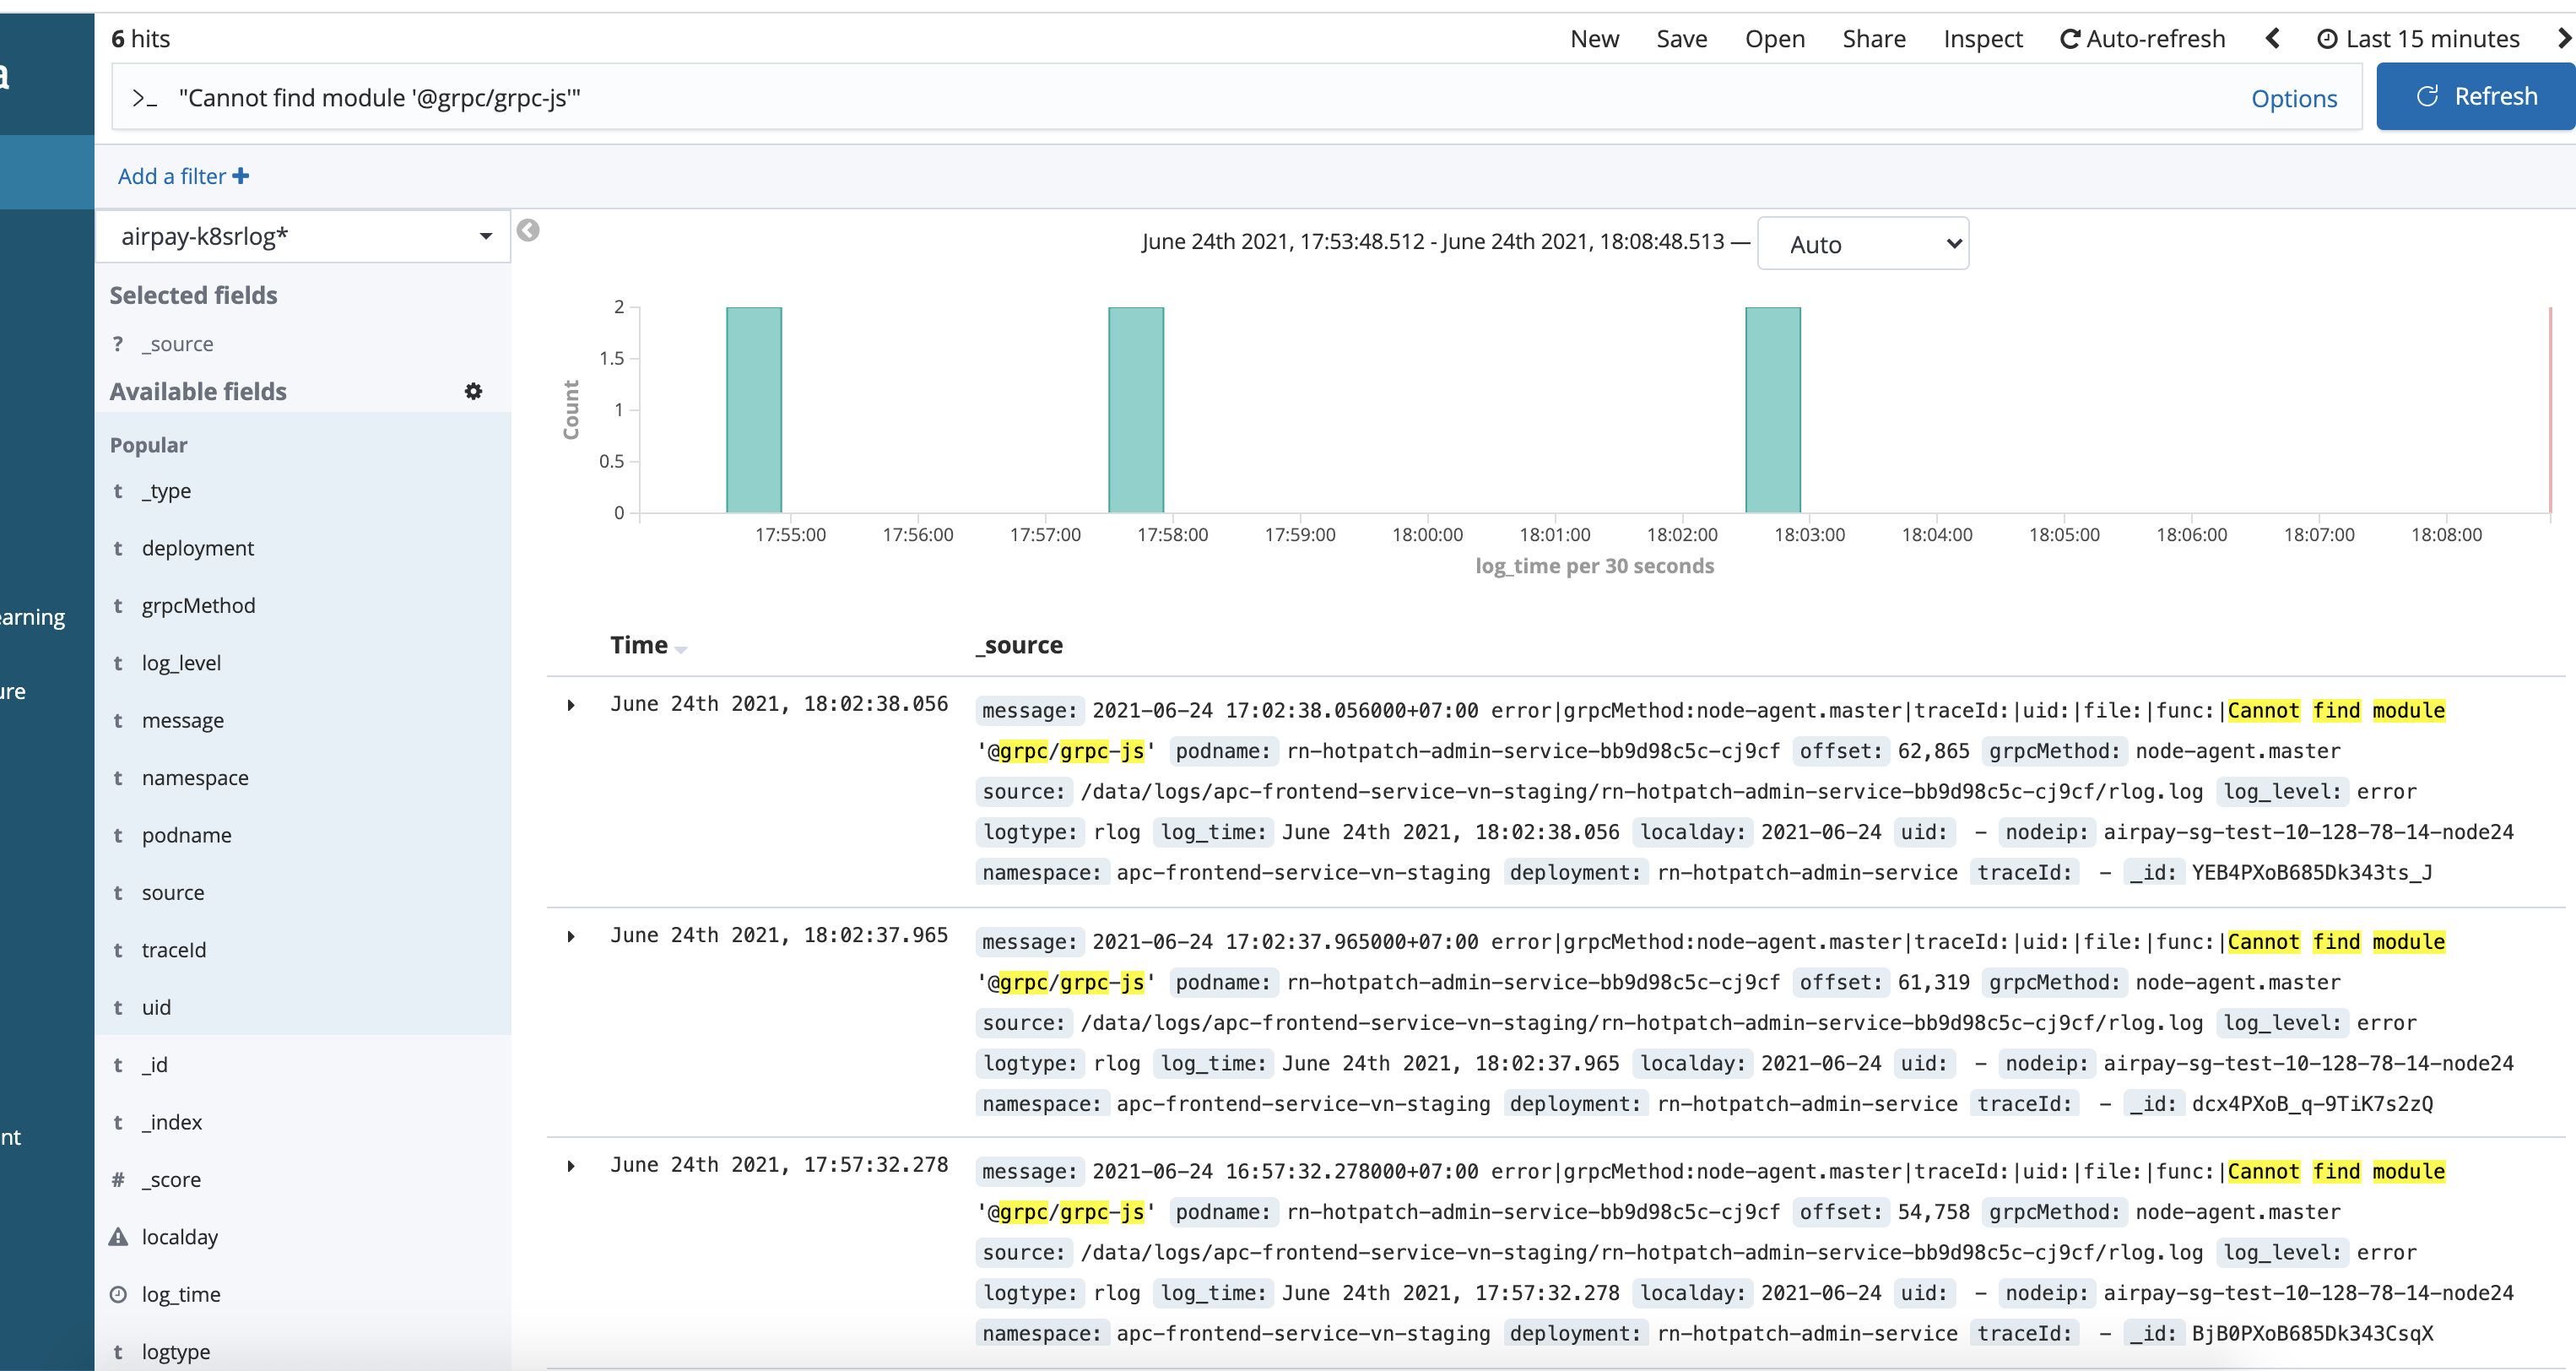 6 hits
New Save Open Share Inspect Auto-refresh Last 15 minutes
a
>_ "Cannot find module '@grpc/grpc-js'" Options Refresh
Add a filter
airpay-k8srlog*
June 24th 2021, 17:53:48.512 - June 24th 2021, 18:08:48.513 — Auto
Selected fields
? _source
Available fields
Popular
t _type
t deployment
t grpcMethod
t log_level
t message
t namespace
t podname
t source
t traceId
t uid
t _id
t _index
# _score
localday
log_time
t logtype
earning
ure
nt
Count
2
1.5
1
0.5
0
17:55:00 17:56:00 17:57:00 17:58:00 17:59:00 18:00:00 18:01:00 18:02:00 18:03:00 18:04:00 18:05:00 18:06:00 18:07:00 18:08:00
log_time per 30 seconds
Time _source
June 24th 2021, 18:02:38.056 message: 2021-06-24 17:02:38.056000+07:00 error|grpcMethod:node-agent.master|traceId:|uid:|file:|func:|Cannot find module
'@grpc/grpc-js' podname: rn-hotpatch-admin-service-bb9d98c5c-cj9cf offset: 62,865 grpcMethod: node-agent.master
source: /data/logs/apc-frontend-service-vn-staging/rn-hotpatch-admin-service-bb9d98c5c-cj9cf/rlog.log log_level: error
logtype: rlog log_time: June 24th 2021, 18:02:38.056 localday: 2021-06-24 uid: - nodeip: airpay-sg-test-10-128-78-14-node24
namespace: apc-frontend-service-vn-staging deployment: rn-hotpatch-admin-service traceId: - _id: YEB4PXoB685Dk343ts_J
June 24th 2021, 18:02:37.965 message: 2021-06-24 17:02:37.965000+07:00 error|grpcMethod:node-agent.master|traceId:|uid:|file:|func:|Cannot find module
'@grpc/grpc-js' podname: rn-hotpatch-admin-service-bb9d98c5c-cj9cf offset: 61,319 grpcMethod: node-agent.master
source: /data/logs/apc-frontend-service-vn-staging/rn-hotpatch-admin-service-bb9d98c5c-cj9cf/rlog.log log_level: error
logtype: rlog log_time: June 24th 2021, 18:02:37.965 localday: 2021-06-24 uid: - nodeip: airpay-sg-test-10-128-78-14-node24
namespace: apc-frontend-service-vn-staging deployment: rn-hotpatch-admin-service traceId: - _id: dcx4PXoB_q-9TiK7s2zQ
June 24th 2021, 17:57:32.278 message: 2021-06-24 16:57:32.278000+07:00 error|grpcMethod:node-agent.master|traceId:|uid:|file:|func:|Cannot find module
'@grpc/grpc-js' podname: rn-hotpatch-admin-service-bb9d98c5c-cj9cf offset: 54,758 grpcMethod: node-agent.master
source: /data/logs/apc-frontend-service-vn-staging/rn-hotpatch-admin-service-bb9d98c5c-cj9cf/rlog.log log_level: error
logtype: rlog log_time: June 24th 2021, 17:57:32.278 localday: 2021-06-24 uid: - nodeip: airpay-sg-test-10-128-78-14-node24
namespace: apc-frontend-service-vn-staging deployment: rn-hotpatch-admin-service traceId: - _id: BjB0PXoB685Dk343CsqX